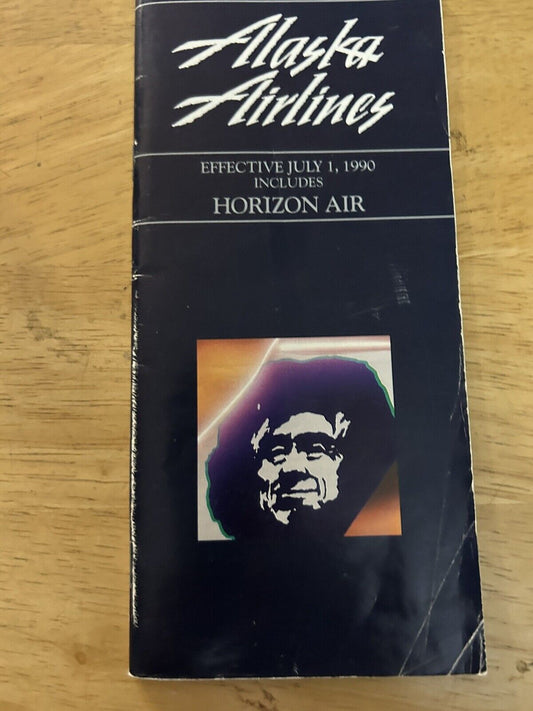 Alaska
Airlines
EFFECTIVE JULY 1, 1990
INCLUDES
HORIZON AIR